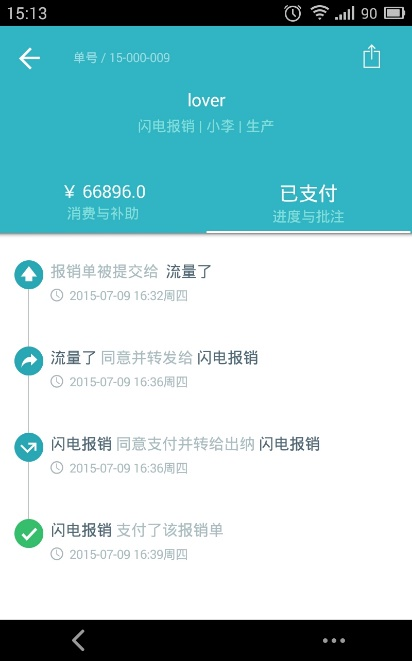 15:13
90
单号 / 15-000-009
lover
闪电报销 | 小李 | 生产
¥ 66896.0
已支付
消费与补助
进度与批注
报销单被提交给 流量了
2015-07-09 16:32周四
流量了 同意并转发给 闪电报销
2015-07-09 16:36周四
闪电报销 同意支付并转给出纳 闪电报销
2015-07-09 16:36周四
闪电报销 支付了该报销单
2015-07-09 16:39周四